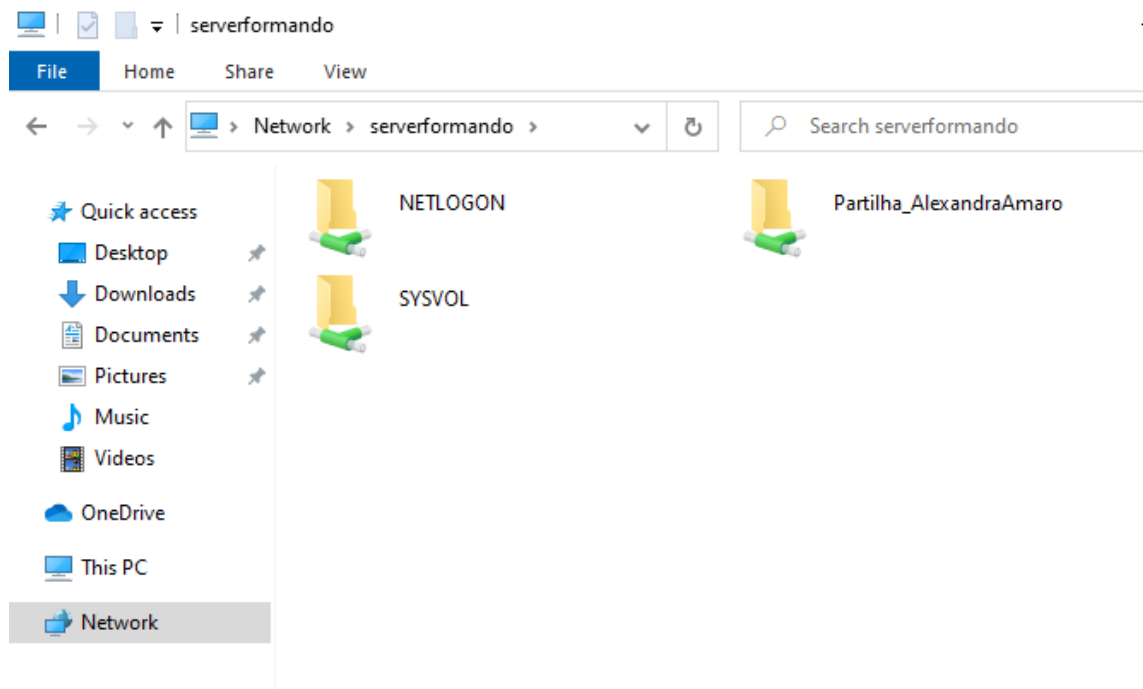 serverformando
File Home Share View
Network serverformando
Search serverformando
Quick access
Desktop
Downloads
Documents
Pictures
Music
Videos
OneDrive
This PC
Network
NETLOGON
Partilha_AlexandraAmaro
SYSVOL